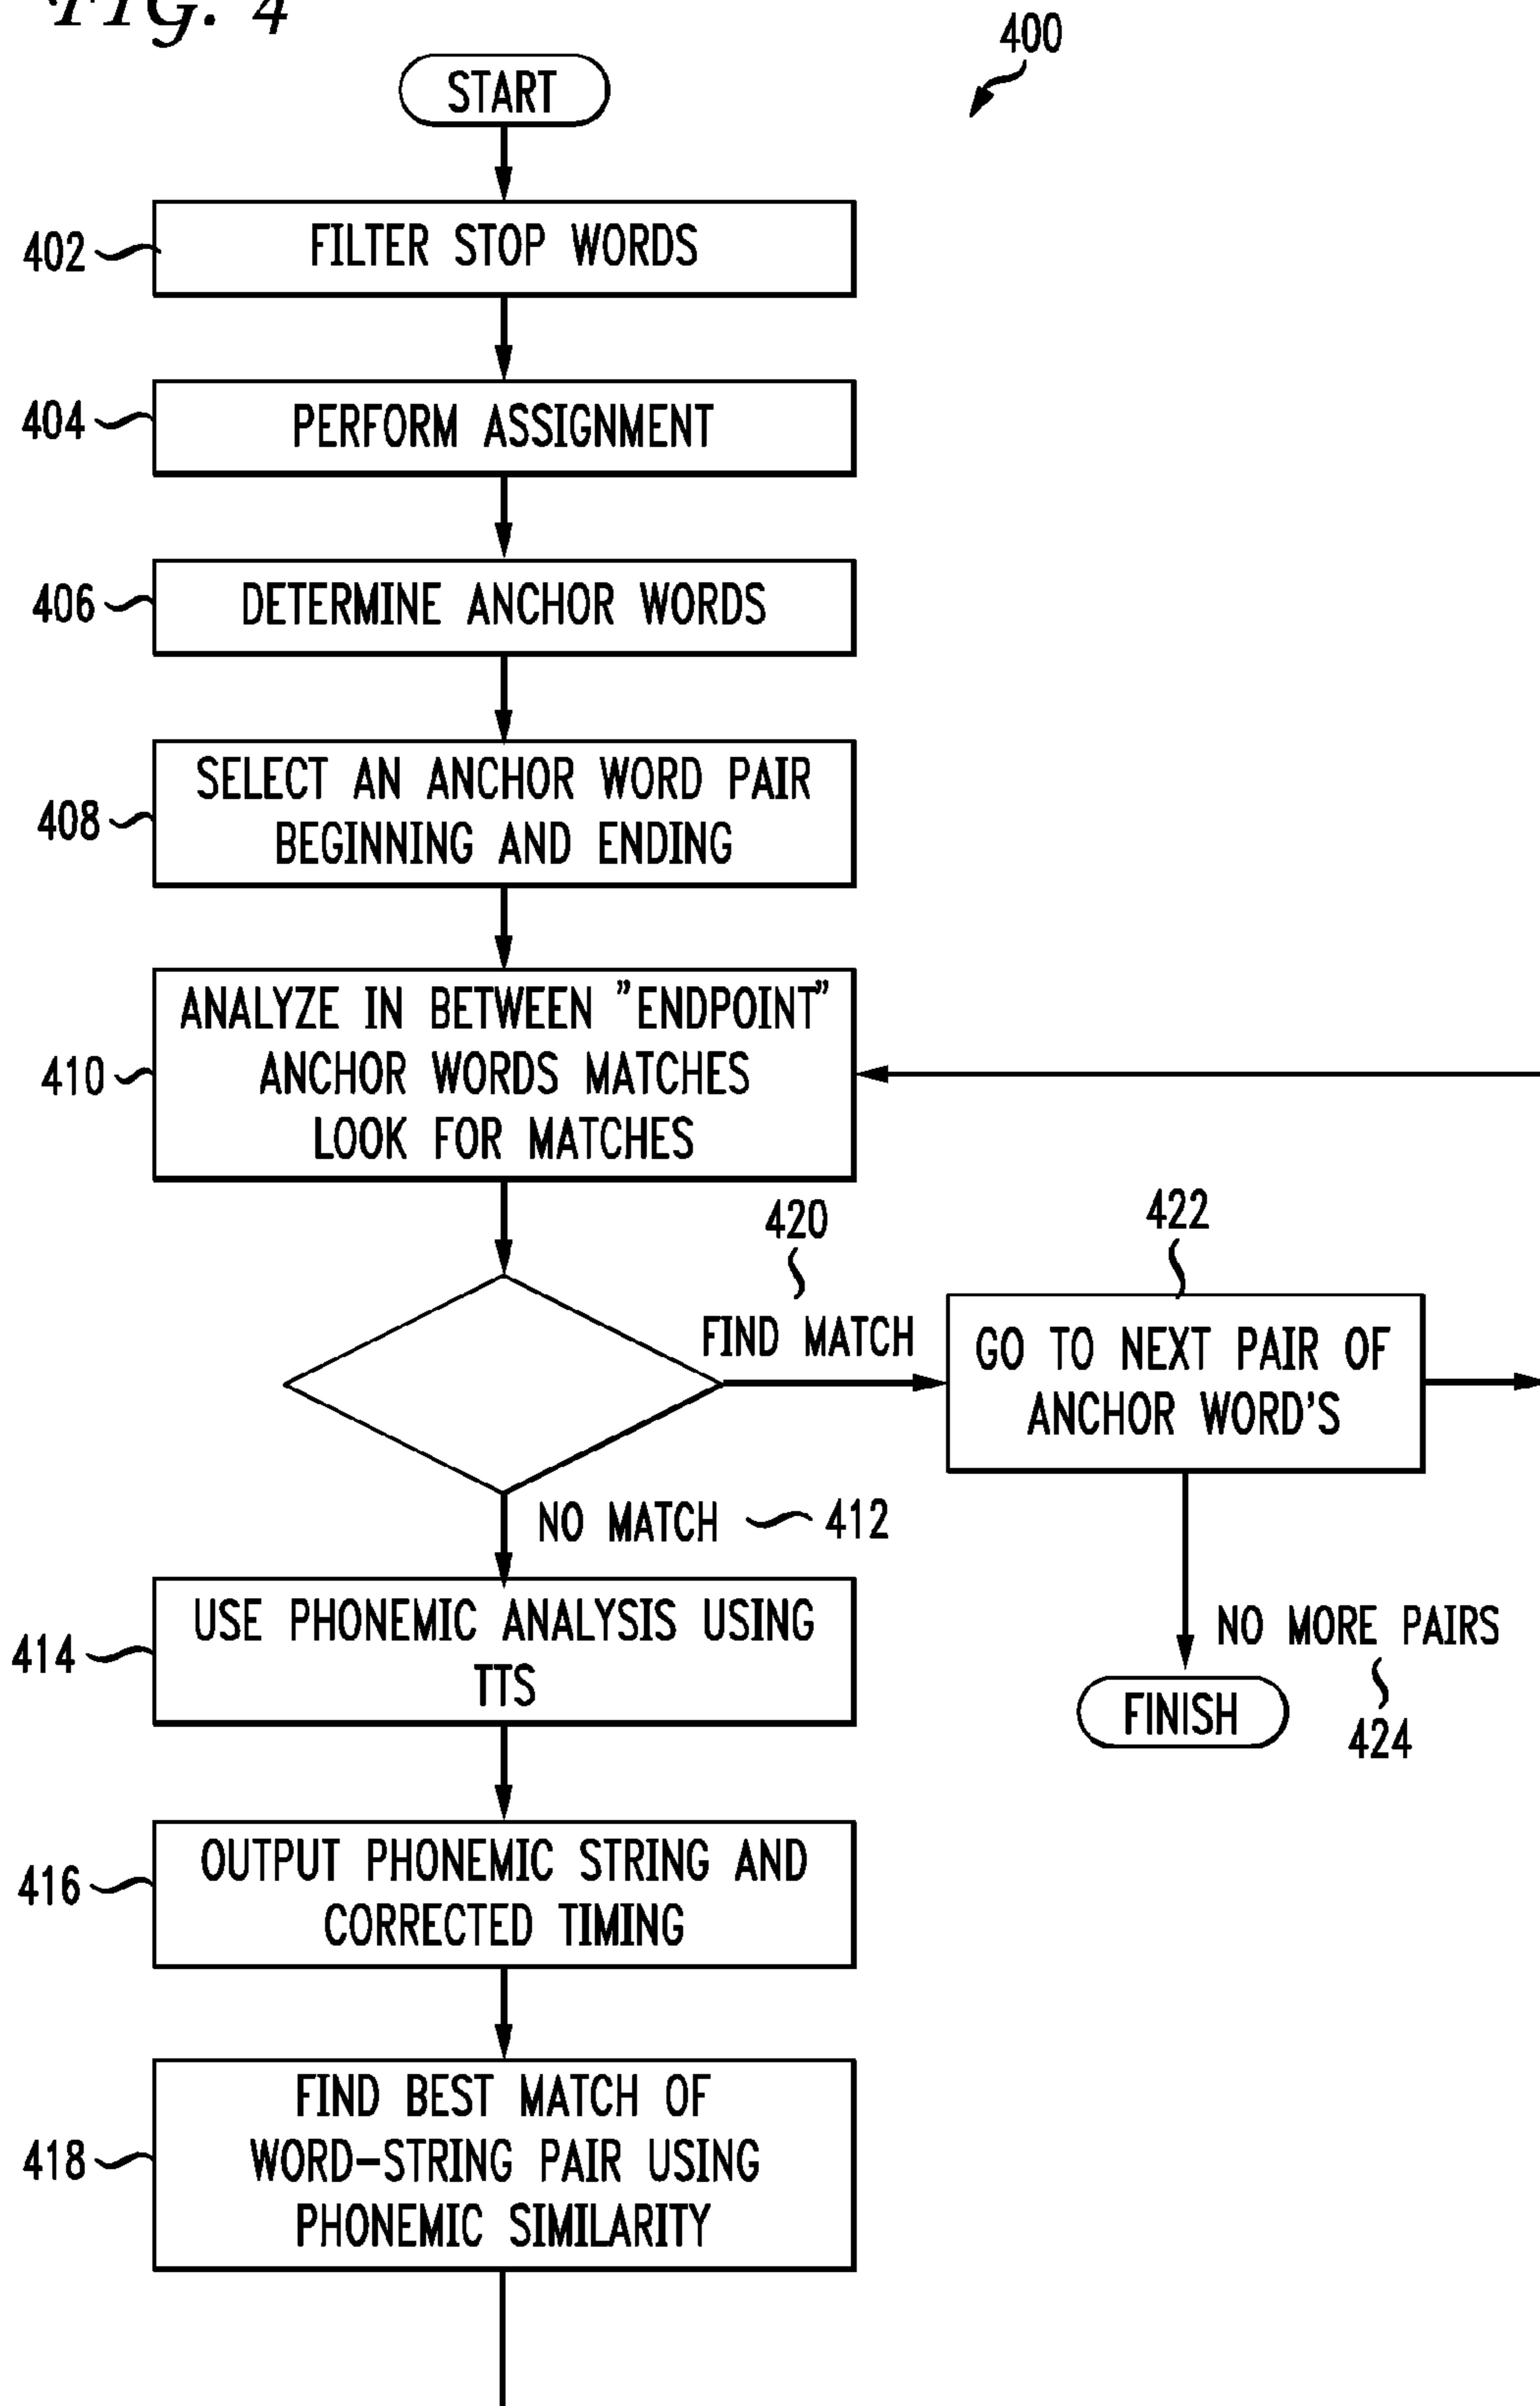 FIG. 4
400
START
402
FILTER STOP WORDS
404
PERFORM ASSIGNMENT
406
DETERMINE ANCHOR WORDS
408
SELECT AN ANCHOR WORD PAIR
BEGINNING AND ENDING
410
ANALYZE IN BETWEEN "ENDPOINT"
ANCHOR WORDS MATCHES
LOOK FOR MATCHES
420
FIND MATCH
422
GO TO NEXT PAIR OF
ANCHOR WORD'S
NO MATCH
412
414
USE PHONEMIC ANALYSIS USING
TTS
NO MORE PAIRS
424
FINISH
416
OUTPUT PHONEMIC STRING AND
CORRECTED TIMING
418
FIND BEST MATCH OF
WORD-STRING PAIR USING
PHONEMIC SIMILARITY